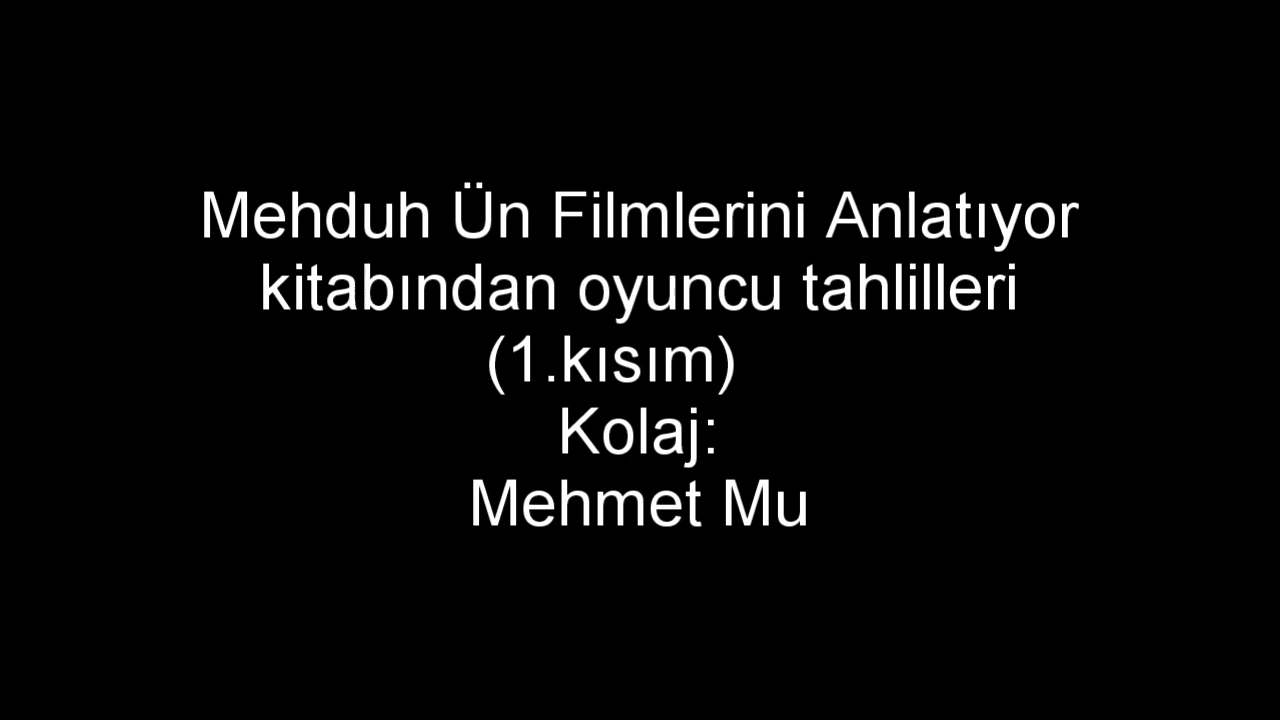 Mehduh Ün Filmlerini Anlatıyor
kitabından oyuncu tahlilleri
(1.kısım)
Kolaj:
Mehmet Mu